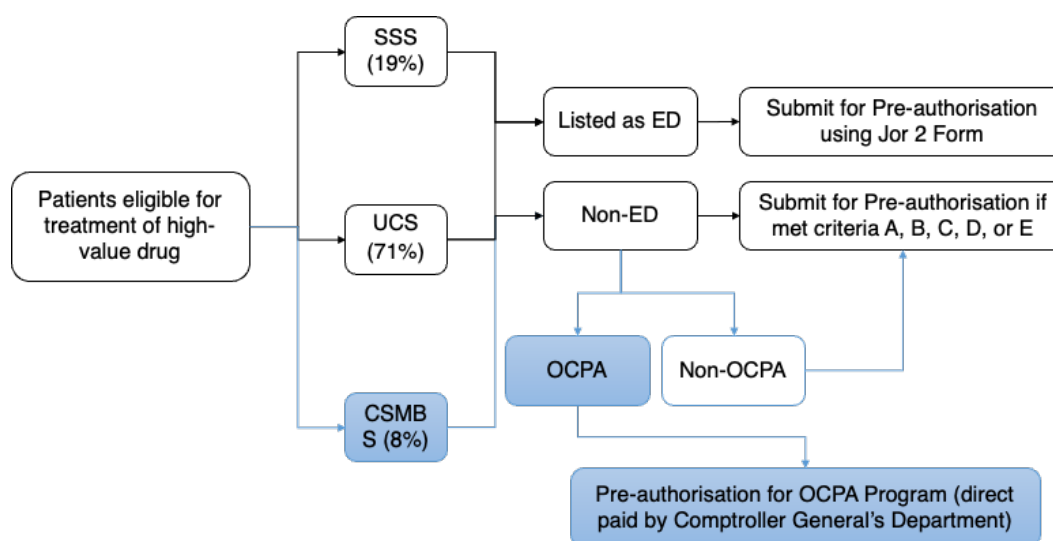 SSS
(19%)
Listed as ED
Submit for Pre-authorisation
using Jor 2 Form
Patients eligible for
treatment of high-
value drug
UCS
(71%)
Non-ED
Submit for Pre-authorisation if
met criteria A, B, C, D, or E
OCPA
Non-OCPA
CSMB
S (8%)
Pre-authorisation for OCPA Program (direct
paid by Comptroller General's Department)